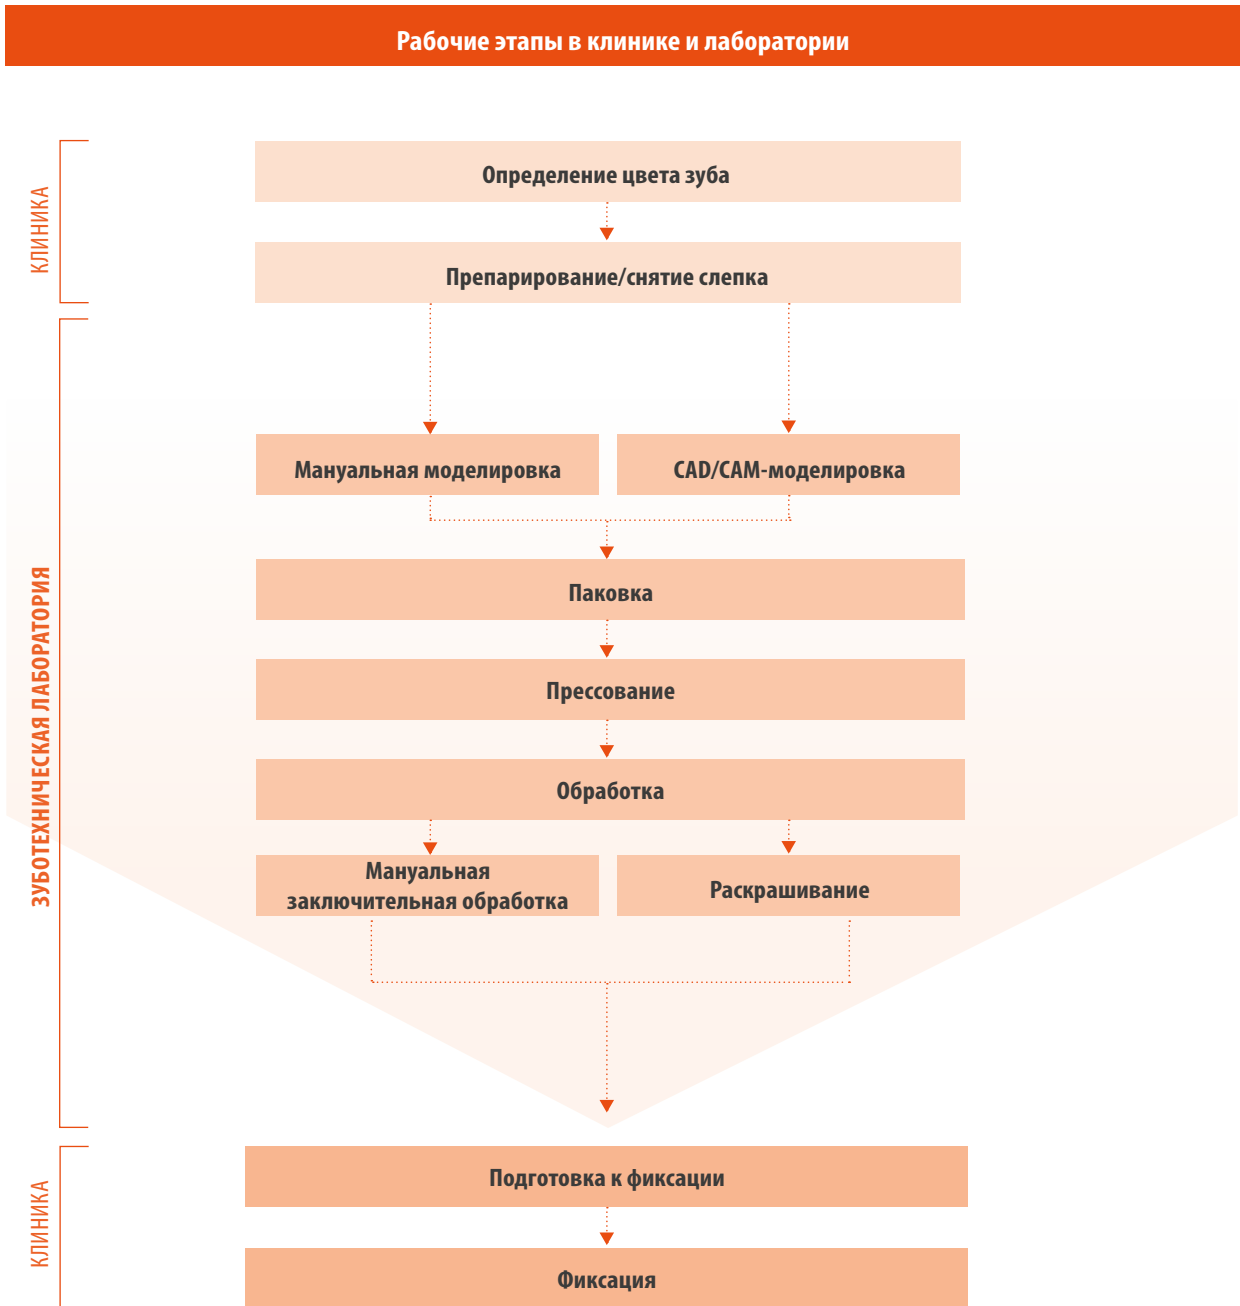 Рабочие этапы в клинике и лаборатории
КЛИНИКА
Определение цвета зуба
Препарирование/снятие слепка
ЗУБОТЕХНИЧЕСКАЯ ЛАБОРАТОРИЯ
Мануальная моделировка
CAD/CAM-моделировка
Паковка
Прессование
Обработка
Мануальная
заключительная обработка
Раскрашивание
КЛИНИКА
Подготовка к фиксации
Фиксация